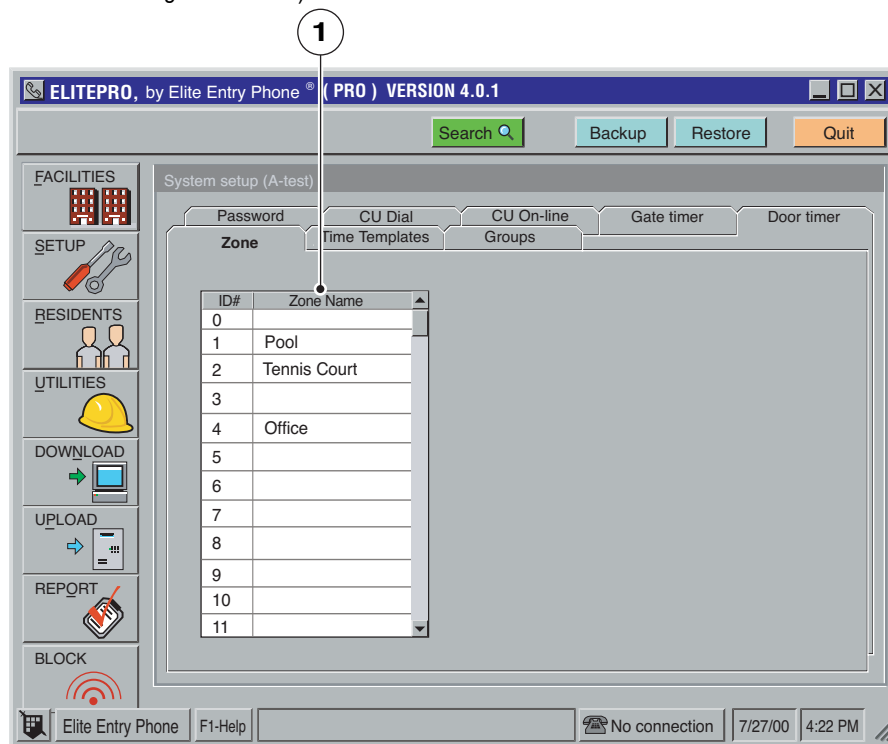 1
ELITEPRO, by Elite Entry Phone ® ( PRO ) VERSION 4.0.1
Search Backup Restore Quit
FACILITIES
SETUP
RESIDENTS
UTILITIES
DOWNLOAD
UPLOAD
REPORT
BLOCK
System setup (A-test)
Password CU Dial CU On-line Gate timer Door timer
Zone Time Templates Groups
ID# Zone Name
0
1 Pool
2 Tennis Court
3
4 Office
5
6
7
8
9
10
11
Elite Entry Phone F1-Help No connection 7/27/00 4:22 PM